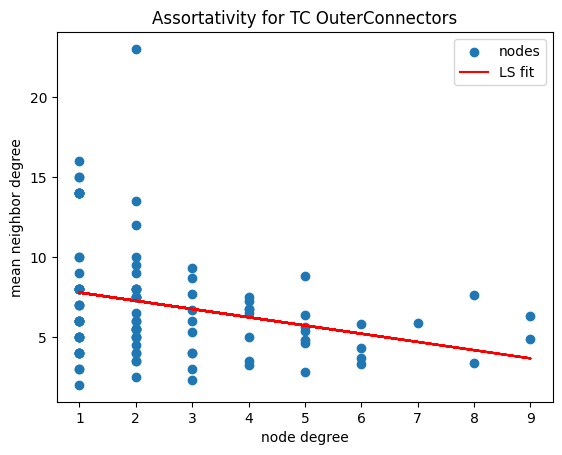 Assortativity for TC OuterConnectors
nodes
LS fit
mean neighbor degree
20
15
10
5
1 2 3 4 5 6 7 8 9
node degree